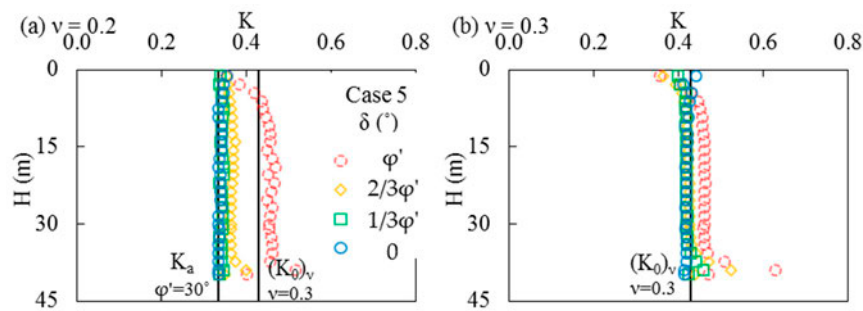 (a) ν = 0.2
K
0.0 0.2 0.4 0.6 0.8
0
15
30
45
H (m)
Case 5
δ (°)
φ'
2/3φ'
1/3φ'
0
Kₐ
φ'=30°
(K₀)ᵥ
ν=0.3
(b) ν = 0.3
K
0.0 0.2 0.4 0.6 0.8
0
15
30
45
H (m)
(K₀)ᵥ
ν=0.3